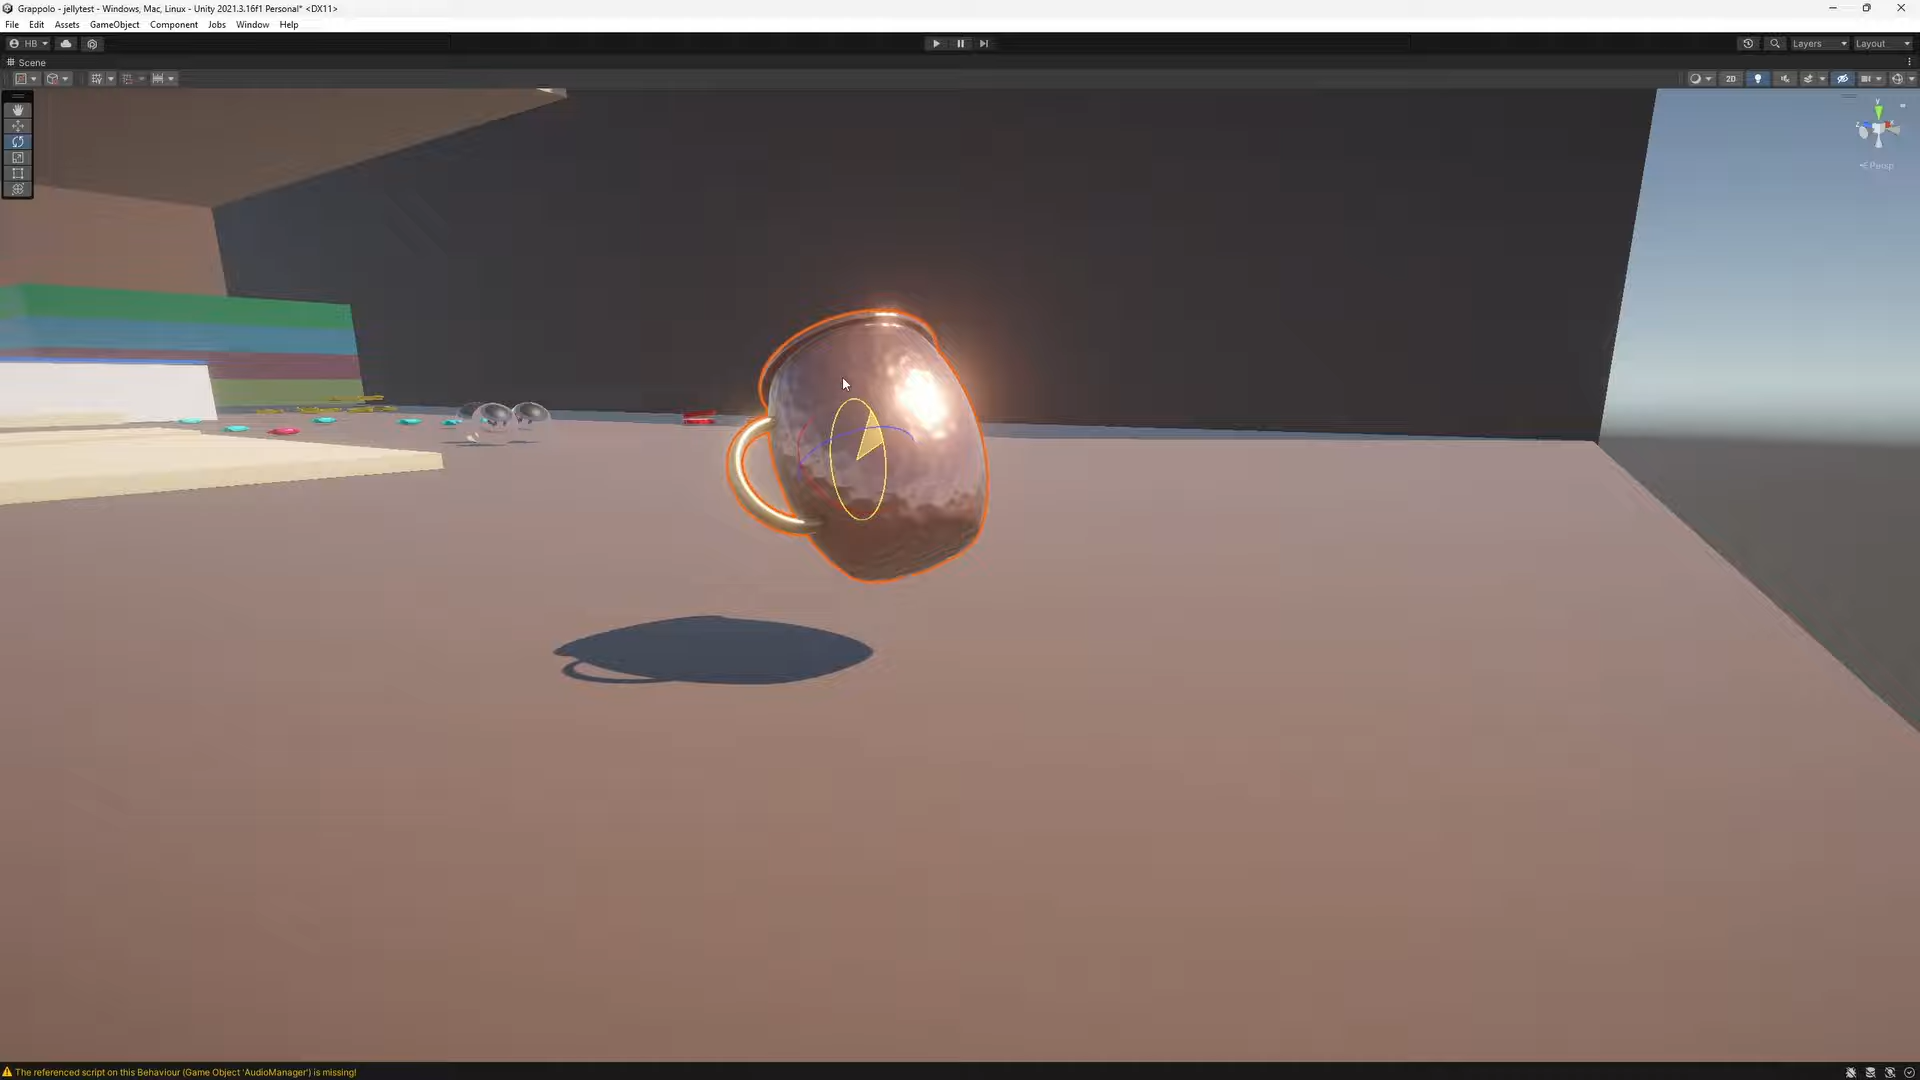 Grappolo - jellytest - Windows, Mac, Linux - Unity 2021.3.16f1 Personal* <DX11>
File Edit Assets GameObject Component Jobs Window Help
HB Layers Layout
Scene
2D
y
z x
Persp
The referenced script on this Behaviour (Game Object 'AudioManager') is missing!